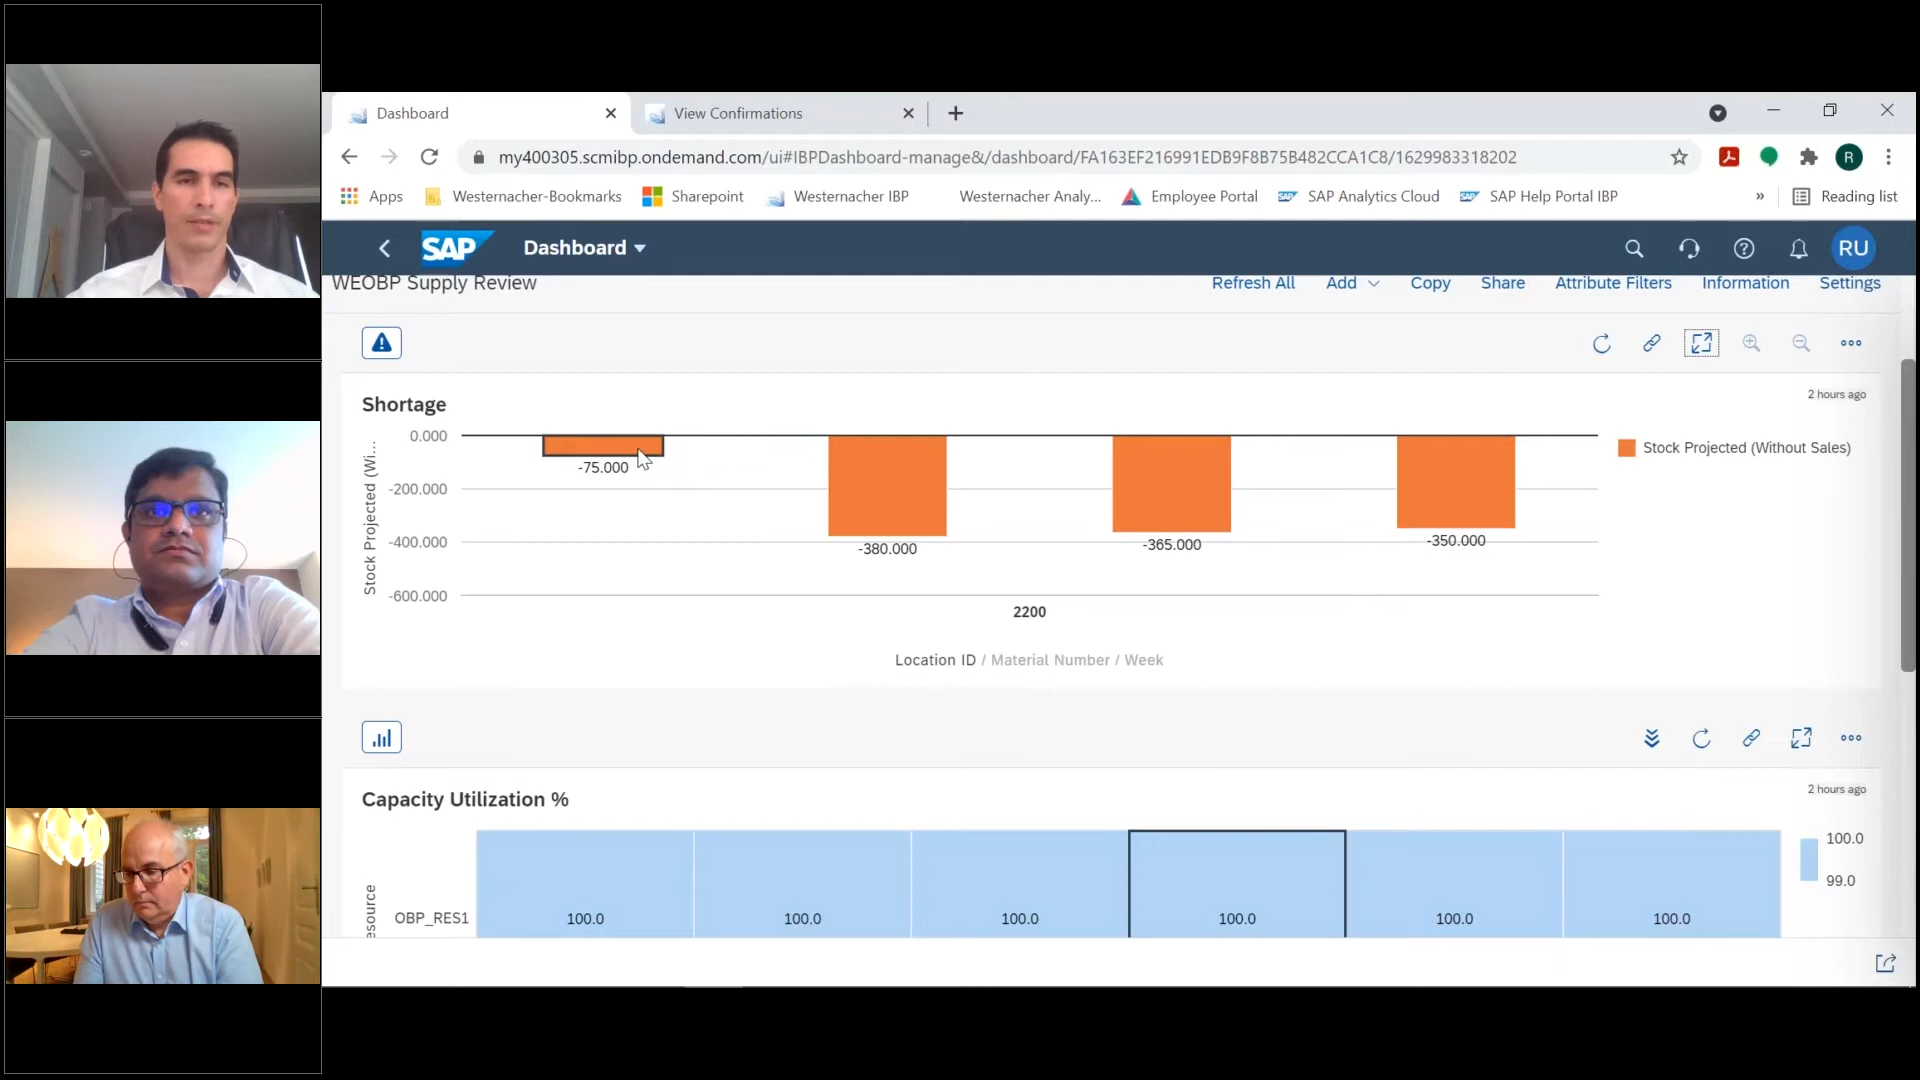 Dashboard
View Confirmations
my400305.scmibp.ondemand.com/ui#IBPDashboard-manage&/dashboard/FA163EF216991EDB9F8B75B482CCA1C8/1629983318202
R
Apps
Westernacher-Bookmarks
Sharepoint
Westernacher IBP
Westernacher Analy...
Employee Portal
SAP Analytics Cloud
SAP Help Portal IBP
»
Reading list
SAP
Dashboard
RU
WEOBP Supply Review
Refresh All
Add
Copy
Share
Attribute Filters
Information
Settings
Shortage
2 hours ago
Stock Projected (Wi...
0.000
-200.000
-400.000
-600.000
-75.000
-380.000
-365.000
-350.000
Stock Projected (Without Sales)
2200
Location ID / Material Number / Week
Capacity Utilization %
2 hours ago
esource
OBP_RES1
100.0
100.0
100.0
100.0
100.0
100.0
100.0
99.0